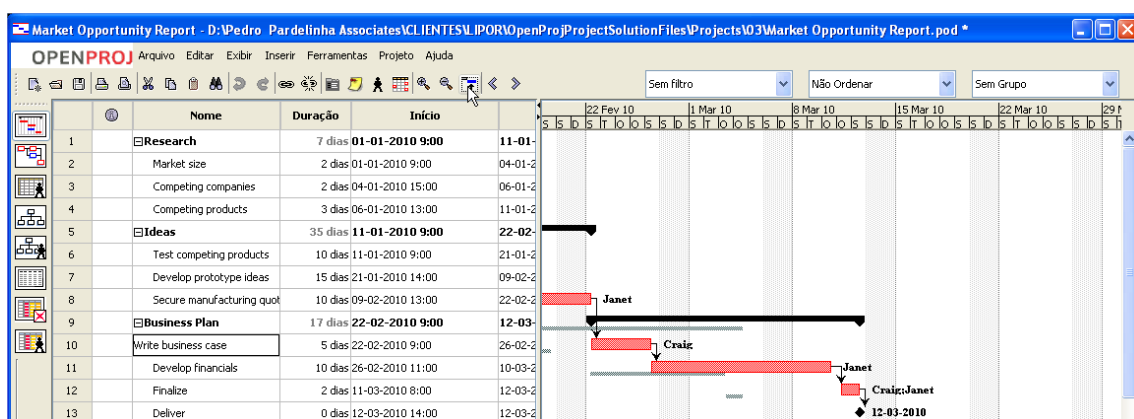 Market Opportunity Report - D:\Pedro Pardelinha Associates\CLIENTES\LIPOR\OpenProjProjectSolutionFiles\Projects\03\Market Opportunity Report.pod *
OPENPROJ Arquivo Editar Exibir Inserir Ferramentas Projeto Ajuda
Sem filtro Não Ordenar Sem Grupo
Nome Duração Início 22 Fev 10 1 Mar 10 8 Mar 10 15 Mar 10 22 Mar 10
S S D S T Q Q S S D S T Q Q S S D S T Q Q S S D S T Q Q S S D S T Q Q S S D S
1 Research 7 dias 01-01-2010 9:00 11-01-
2 Market size 2 dias 01-01-2010 9:00 04-01-2
3 Competing companies 2 dias 04-01-2010 15:00 06-01-2
4 Competing products 3 dias 06-01-2010 13:00 11-01-2
5 Ideas 35 dias 11-01-2010 9:00 22-02-
6 Test competing products 10 dias 11-01-2010 9:00 21-01-2
7 Develop prototype ideas 15 dias 21-01-2010 14:00 09-02-2
8 Secure manufacturing quot 10 dias 09-02-2010 13:00 22-02-2 Janet
9 Business Plan 17 dias 22-02-2010 9:00 12-03-
10 Write business case 5 dias 22-02-2010 9:00 26-02-2 Craig
11 Develop financials 10 dias 26-02-2010 11:00 10-03-2 Janet
12 Finalize 2 dias 11-03-2010 8:00 12-03-2 Craig;Janet
13 Deliver 0 dias 12-03-2010 14:00 12-03-2 12-03-2010